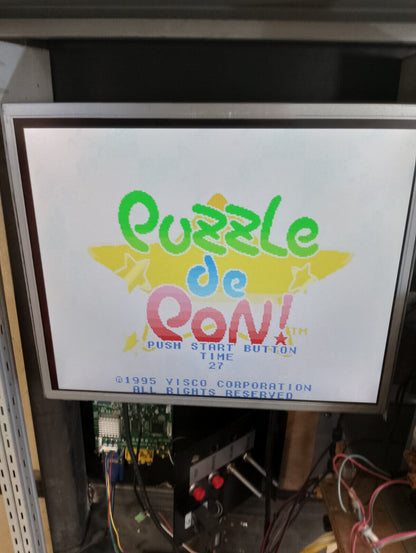 Puzzle
de
Pon!
TM
PUSH START BUTTON
TIME
27
©1995 VISCO CORPORATION
ALL RIGHTS RESERVED